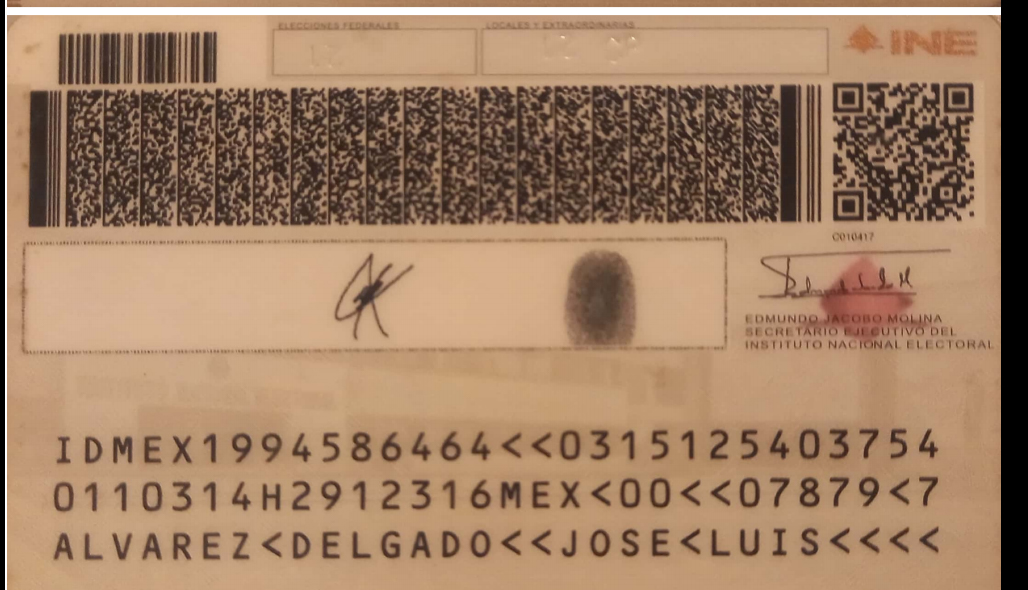 ELECCIONES FEDERALES
LOCALES Y EXTRAORDINARIAS
INE
C010417
EDMUNDO JACOBO MOLINA
SECRETARIO EJECUTIVO DEL
INSTITUTO NACIONAL ELECTORAL
IDMEX1994586464<<0315125403754
0110314H2912316MEX<00<<07879<7
ALVAREZ<DELGADO<<JOSE<LUIS<<<<